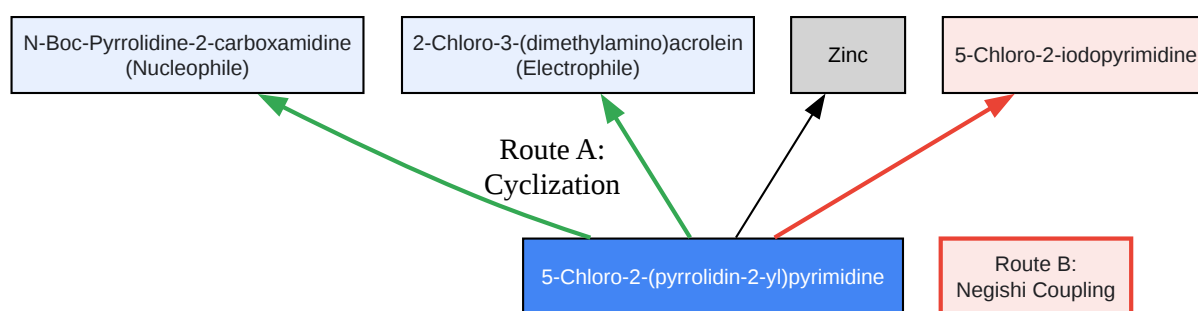 N-Boc-Pyrrolidine-2-carboxamidine
(Nucleophile)
2-Chloro-3-(dimethylamino)acrolein
(Electrophile)
Zinc
5-Chloro-2-iodopyrimidine
Route A:
Cyclization
5-Chloro-2-(pyrrolidin-2-yl)pyrimidine
Route B:
Negishi Coupling